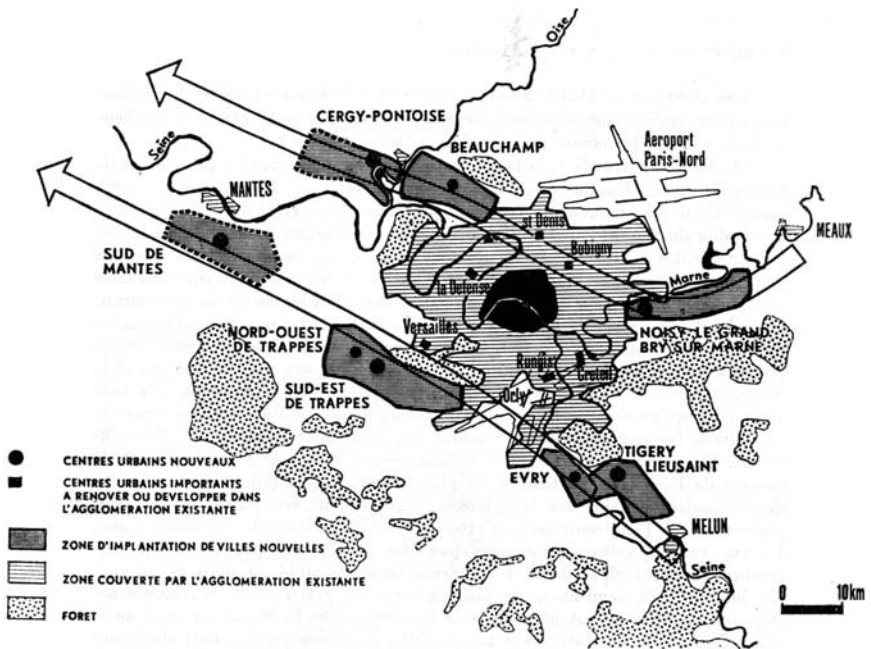 Oise
CERGY-PONTOISE
BEAUCHAMP
Aeroport
Paris-Nord
Seine
MANTES
MEAUX
St Denis
Bobigny
SUD DE
MANTES
la Défense
Marne
NORD-OUEST
DE TRAPPES
Versailles
NOISY-LE GRAND
BRY SUR MARNE
Rungis
Creteil
SUD-EST
DE TRAPPES
Orly
TIGERY
LIEUSAINT
EVRY
MELUN
Seine
CENTRES URBAINS NOUVEAUX
CENTRES URBAINS IMPORTANTS
A RENOVER OU DEVELOPPER DANS
L'AGGLOMERATION EXISTANTE
ZONE D'IMPLANTATION DE VILLES NOUVELLES
ZONE COUVERTE PAR L'AGGLOMERATION EXISTANTE
FORET
0 10km